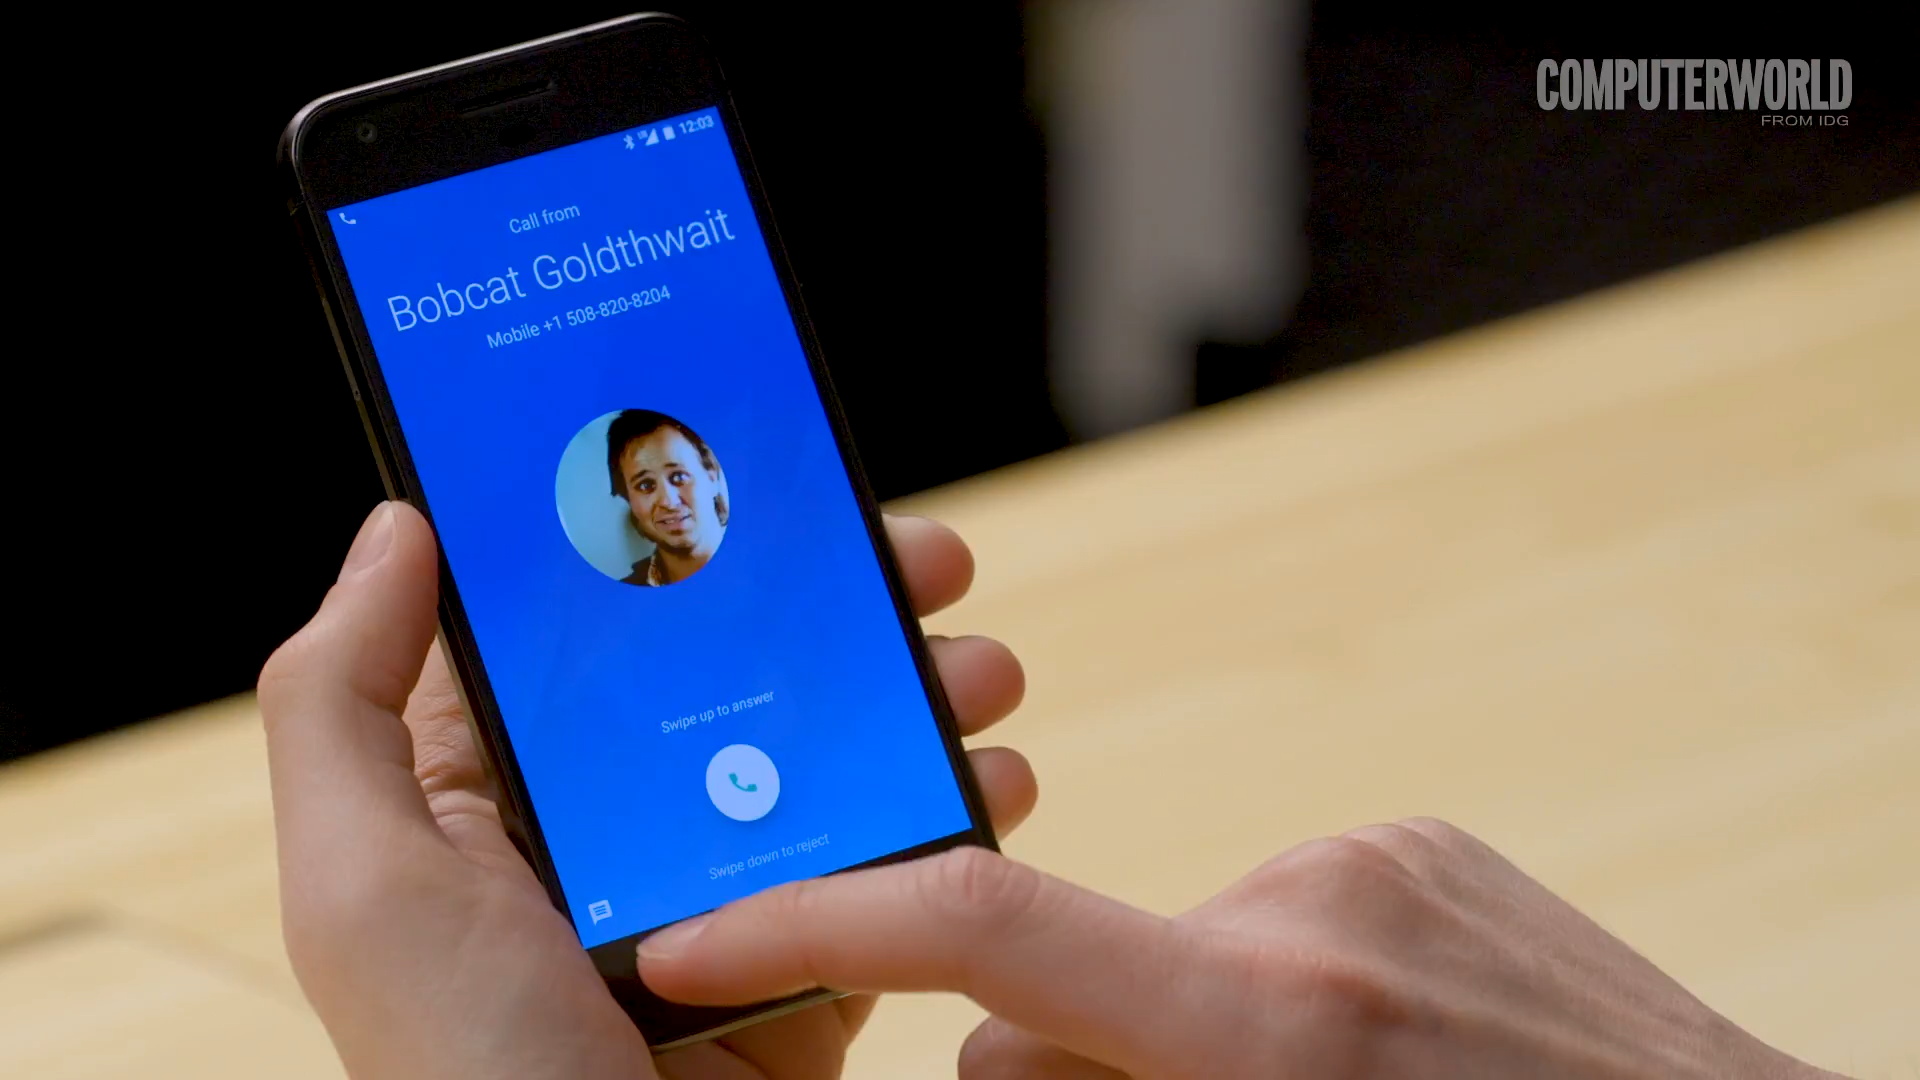 COMPUTERWORLD
FROM IDG
LTE 12:03
Call from
Bobcat Goldthwait
Mobile +1 508-820-8204
Swipe up to answer
Swipe down to reject